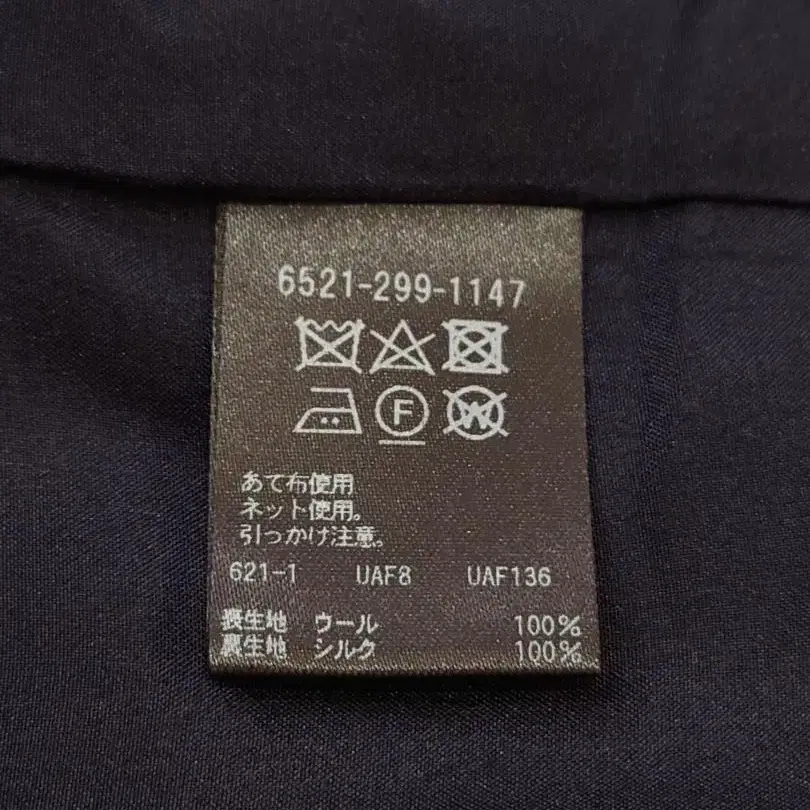 6521-299-1147
F W
あて布使用
ネット使用。
引っかけ注意。
621-1 UAF8 UAF136
表生地 ウール 100%
裏生地 シルク 100%